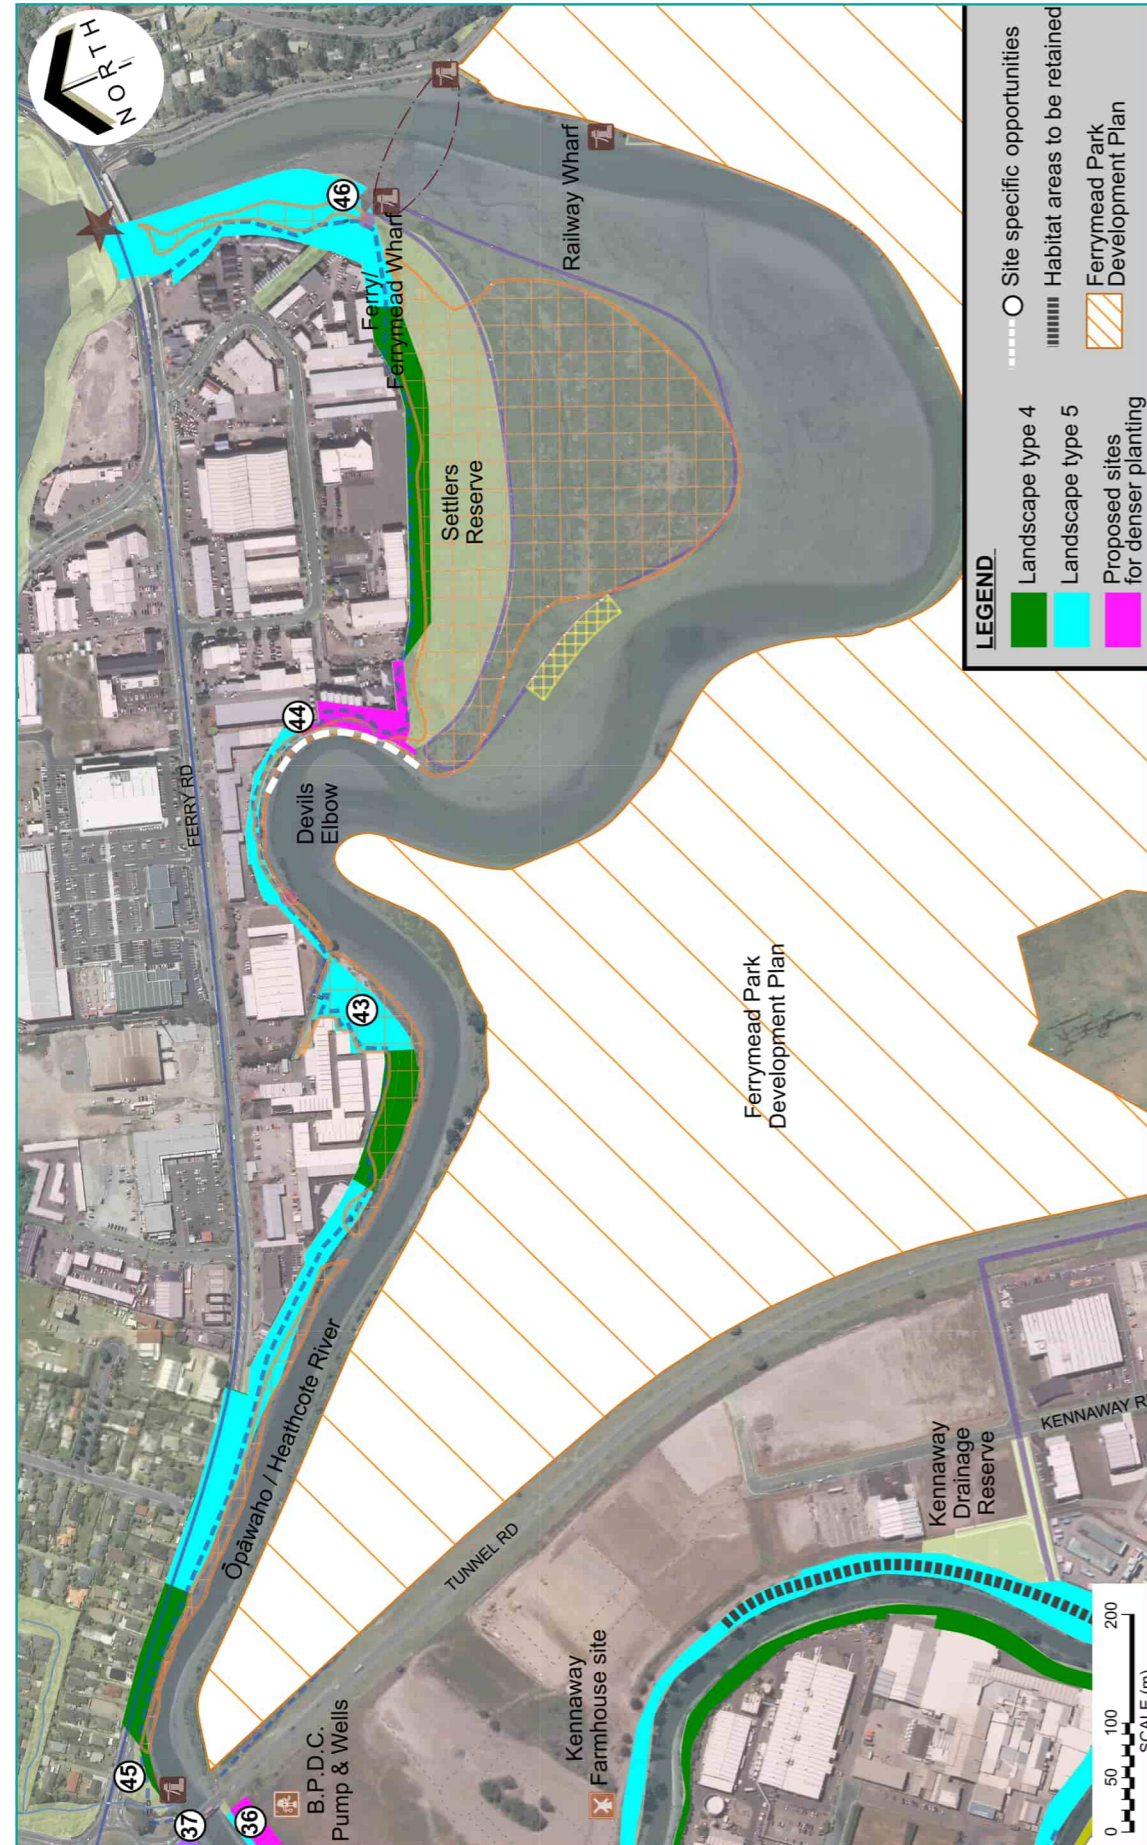 NORTH
46
Ferry/
Ferrymead Wharf
Railway Wharf
Settlers
Reserve
44
FERRY RD
Devils
Elbow
43
Ferrymead Park
Development Plan
Ōpāwaho / Heathcote River
TUNNEL RD
KENNAWAY R
Kennaway
Drainage
Reserve
Kennaway
Farmhouse site
B.P.D.C.
Pump & Wells
45
37
36
LEGEND
Landscape type 4
Landscape type 5
Proposed sites
for denser planting
Site specific opportunities
Habitat areas to be retained
Ferrymead Park
Development Plan
0 50 100 200
SCALE (m)